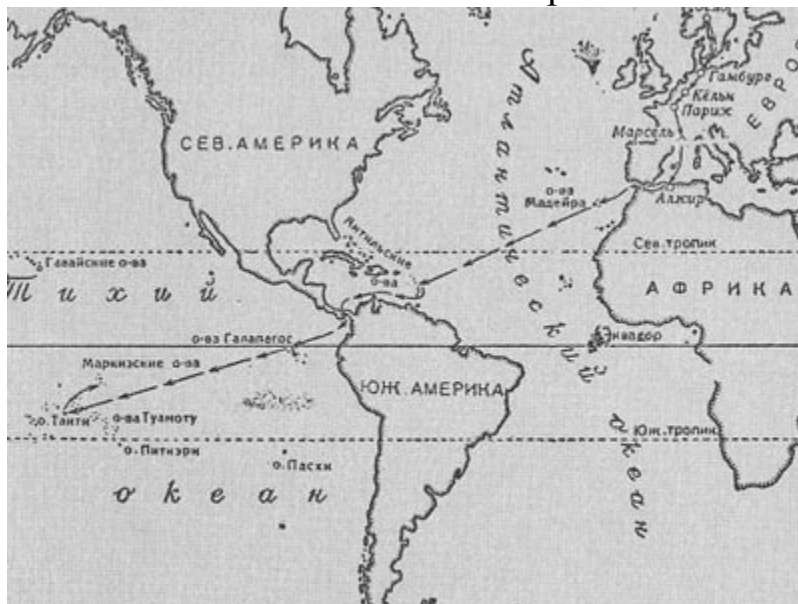 Гамбург
Кёльн
Париж
ЕВРО
СЕВ. АМЕРИКА
Марсель
Атлантический
о-ва
Мадейра
Алжир
Антильские
о-ва
Сев. тропик
Гавайские о-ва
Тихий
АФРИКА
о-ва Галапагос
Экватор
Маркизские о-ва
ЮЖ. АМЕРИКА
о. Таити
о-ва Туамоту
Юж. тропик
о. Питкэрн
о. Пасхи
океан
океан